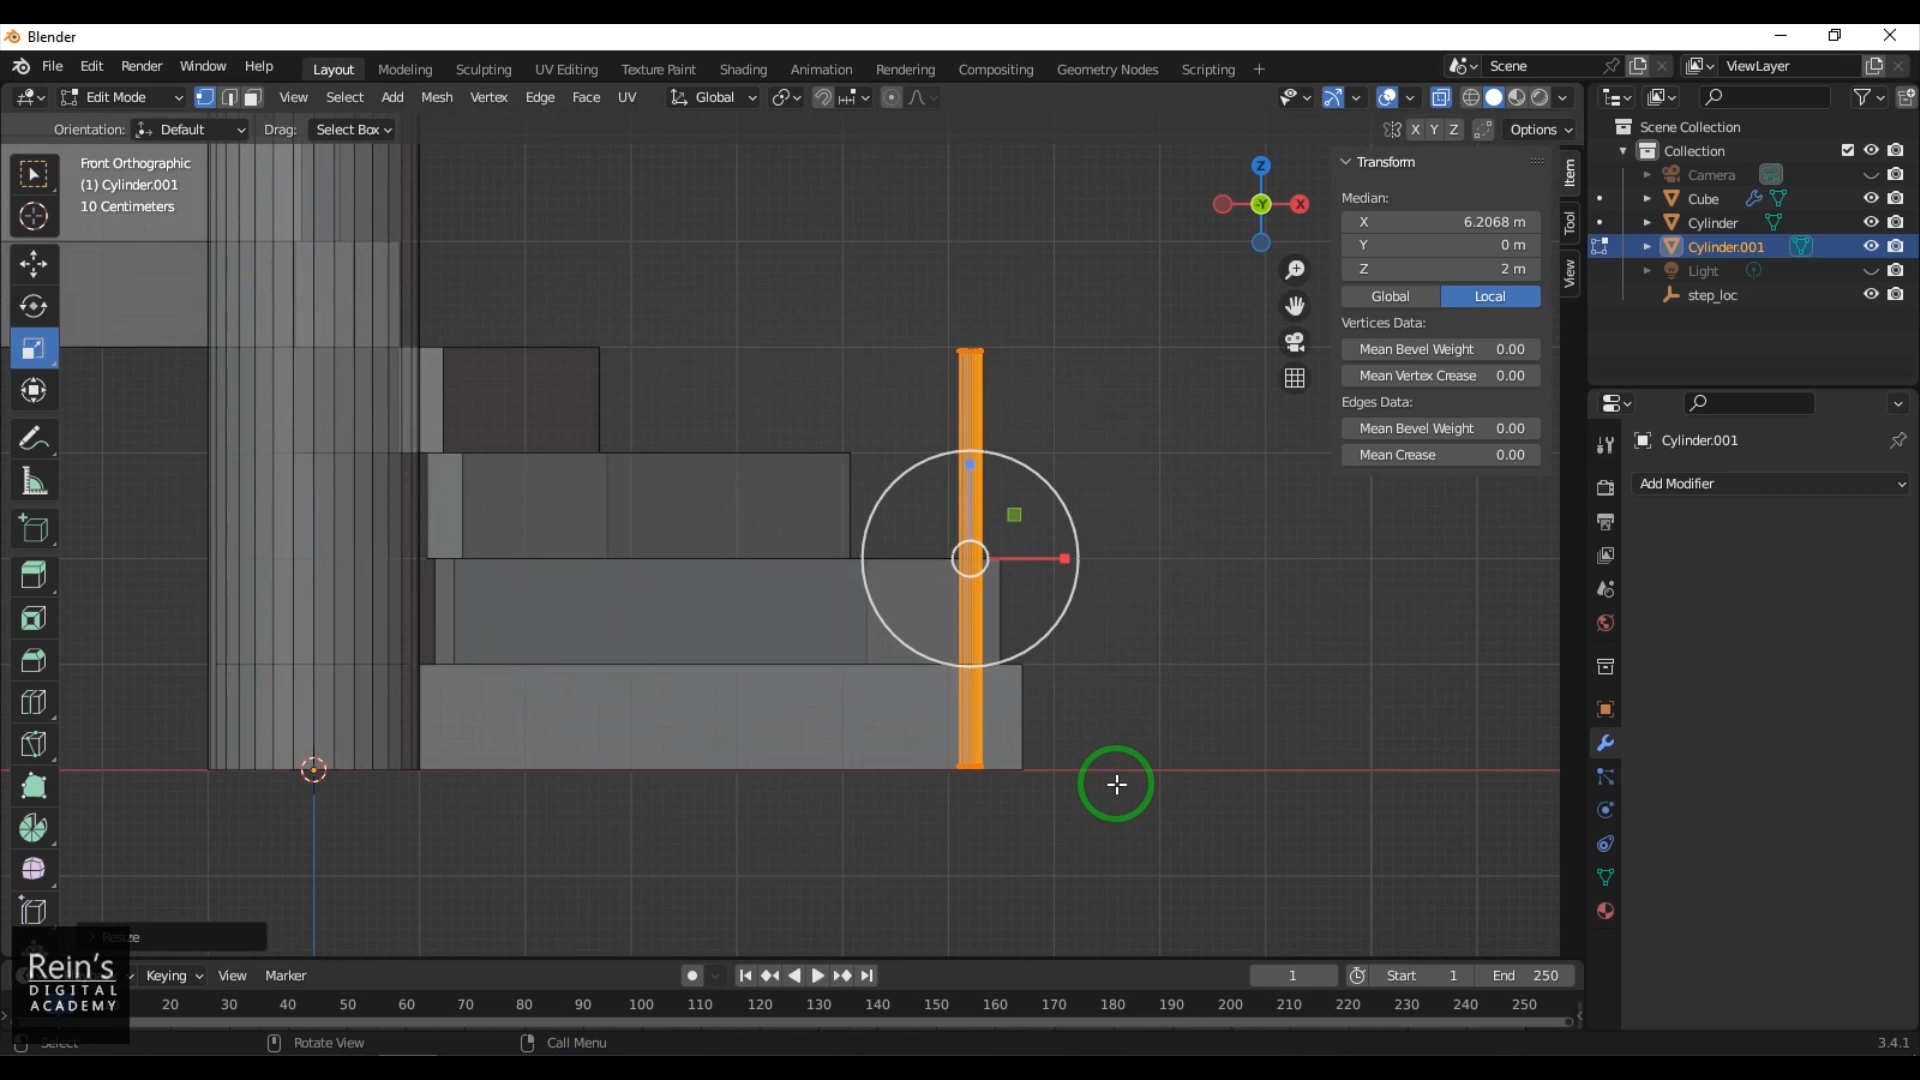 Blender
File Edit Render Window Help Layout Modeling Sculpting UV Editing Texture Paint Shading Animation Rendering Compositing Geometry Nodes Scripting + Scene ViewLayer
Edit Mode View Select Add Mesh Vertex Edge Face UV Global
Orientation: Default Drag: Select Box X Y Z Options
Front Orthographic
(1) Cylinder.001
10 Centimeters
Z
-Y X
Transform
Median:
X 6.2068 m
Y 0 m
Z 2 m
Global Local
Vertices Data:
Mean Bevel Weight 0.00
Mean Vertex Crease 0.00
Edges Data:
Mean Bevel Weight 0.00
Mean Crease 0.00
Item
Tool
View
Scene Collection
Collection
Camera
Cube
Cylinder
Cylinder.001
Light
step_loc
Cylinder.001
Add Modifier
Resize
Rein's
DIGITAL
ACADEMY
Keying View Marker 1 Start 1 End 250
20 30 40 50 60 70 80 90 100 110 120 130 140 150 160 170 180 190 200 210 220 230 240 250
Select Rotate View Call Menu 3.4.1